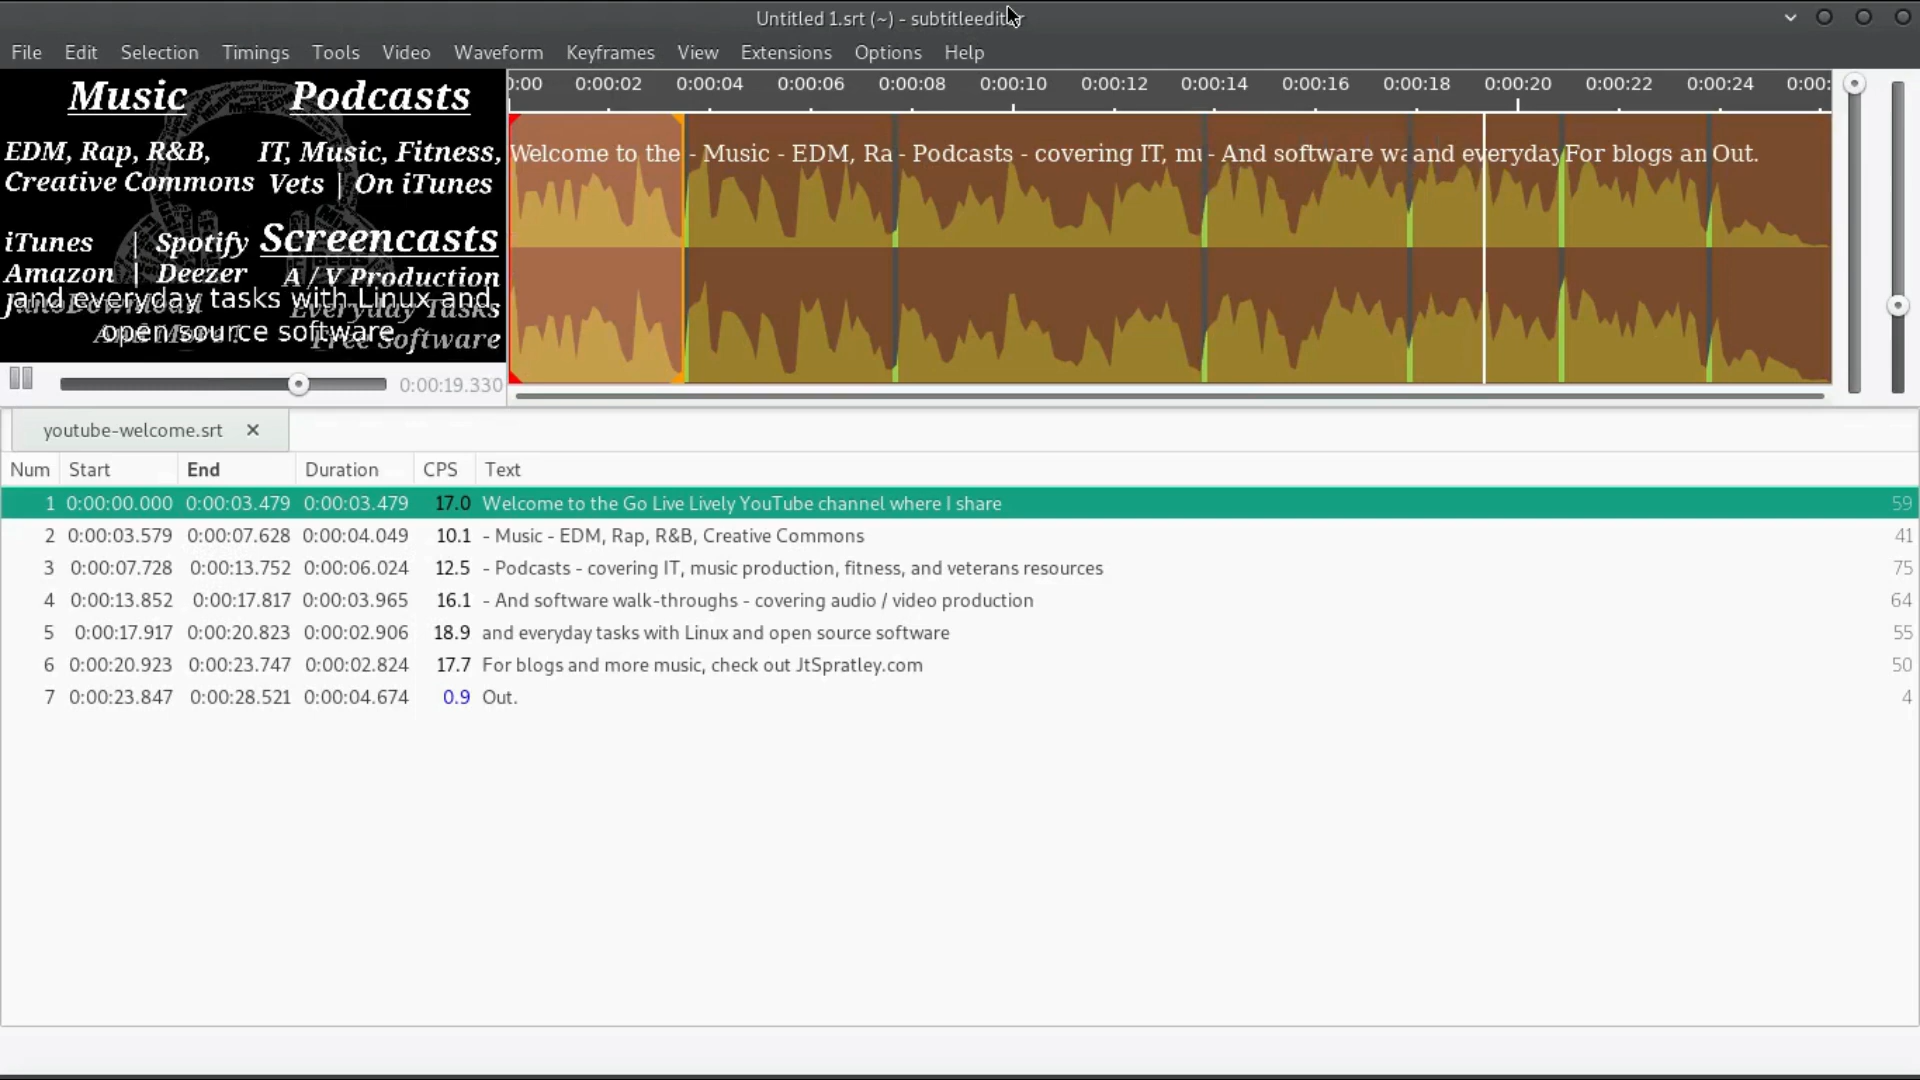 Untitled 1.srt (~) - subtitleedit
File Edit Selection Timings Tools Video Waveform Keyframes View Extensions Options Help
Music Podcasts
EDM, Rap, R&B, IT, Music, Fitness,
Creative Commons Vets | On iTunes
iTunes | Spotify Screencasts
Amazon | Deezer A / V Production
and everyday tasks with Linux and
Everyday Tasks
open source software
Free Software
0:00:19.330
0:00 0:00:02 0:00:04 0:00:06 0:00:08 0:00:10 0:00:12 0:00:14 0:00:16 0:00:18 0:00:20 0:00:22 0:00:24 0:00:
Welcome to the - Music - EDM, Ra - Podcasts - covering IT, mu - And software wa and everyday For blogs an Out.
youtube-welcome.srt
Num Start End Duration CPS Text
1 0:00:00.000 0:00:03.479 0:00:03.479 17.0 Welcome to the Go Live Lively YouTube channel where I share 59
2 0:00:03.579 0:00:07.628 0:00:04.049 10.1 - Music - EDM, Rap, R&B, Creative Commons 41
3 0:00:07.728 0:00:13.752 0:00:06.024 12.5 - Podcasts - covering IT, music production, fitness, and veterans resources 75
4 0:00:13.852 0:00:17.817 0:00:03.965 16.1 - And software walk-throughs - covering audio / video production 64
5 0:00:17.917 0:00:20.823 0:00:02.906 18.9 and everyday tasks with Linux and open source software 55
6 0:00:20.923 0:00:23.747 0:00:02.824 17.7 For blogs and more music, check out JtSpratley.com 50
7 0:00:23.847 0:00:28.521 0:00:04.674 0.9 Out. 4